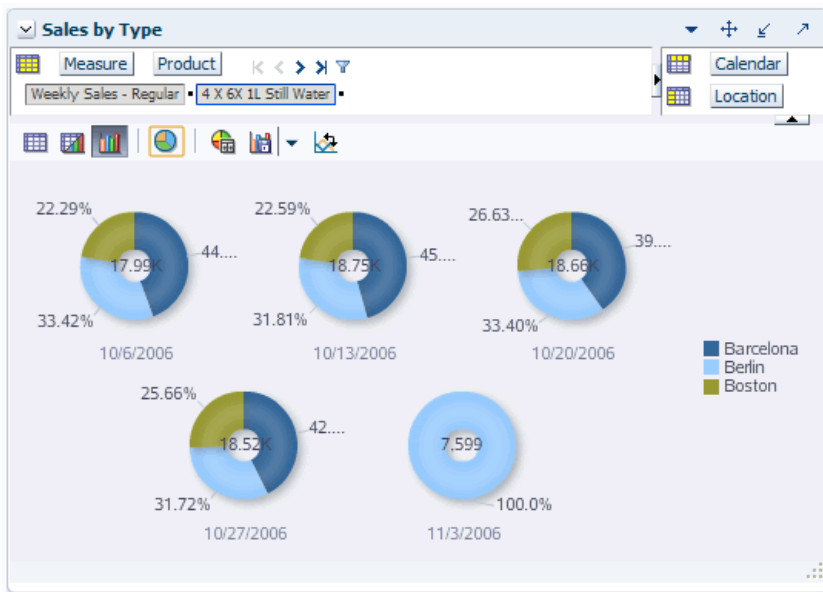 Sales by Type
Measure Product Calendar
Weekly Sales - Regular 4 X 6X 1L Still Water Location
22.29% 44....
17.99K
33.42%
10/6/2006
22.59% 45....
18.75K
31.81%
10/13/2006
26.63... 39....
18.66K
33.40%
10/20/2006
Barcelona
Berlin
Boston
25.66% 42....
18.52K
31.72%
10/27/2006
7,599
100.0%
11/3/2006